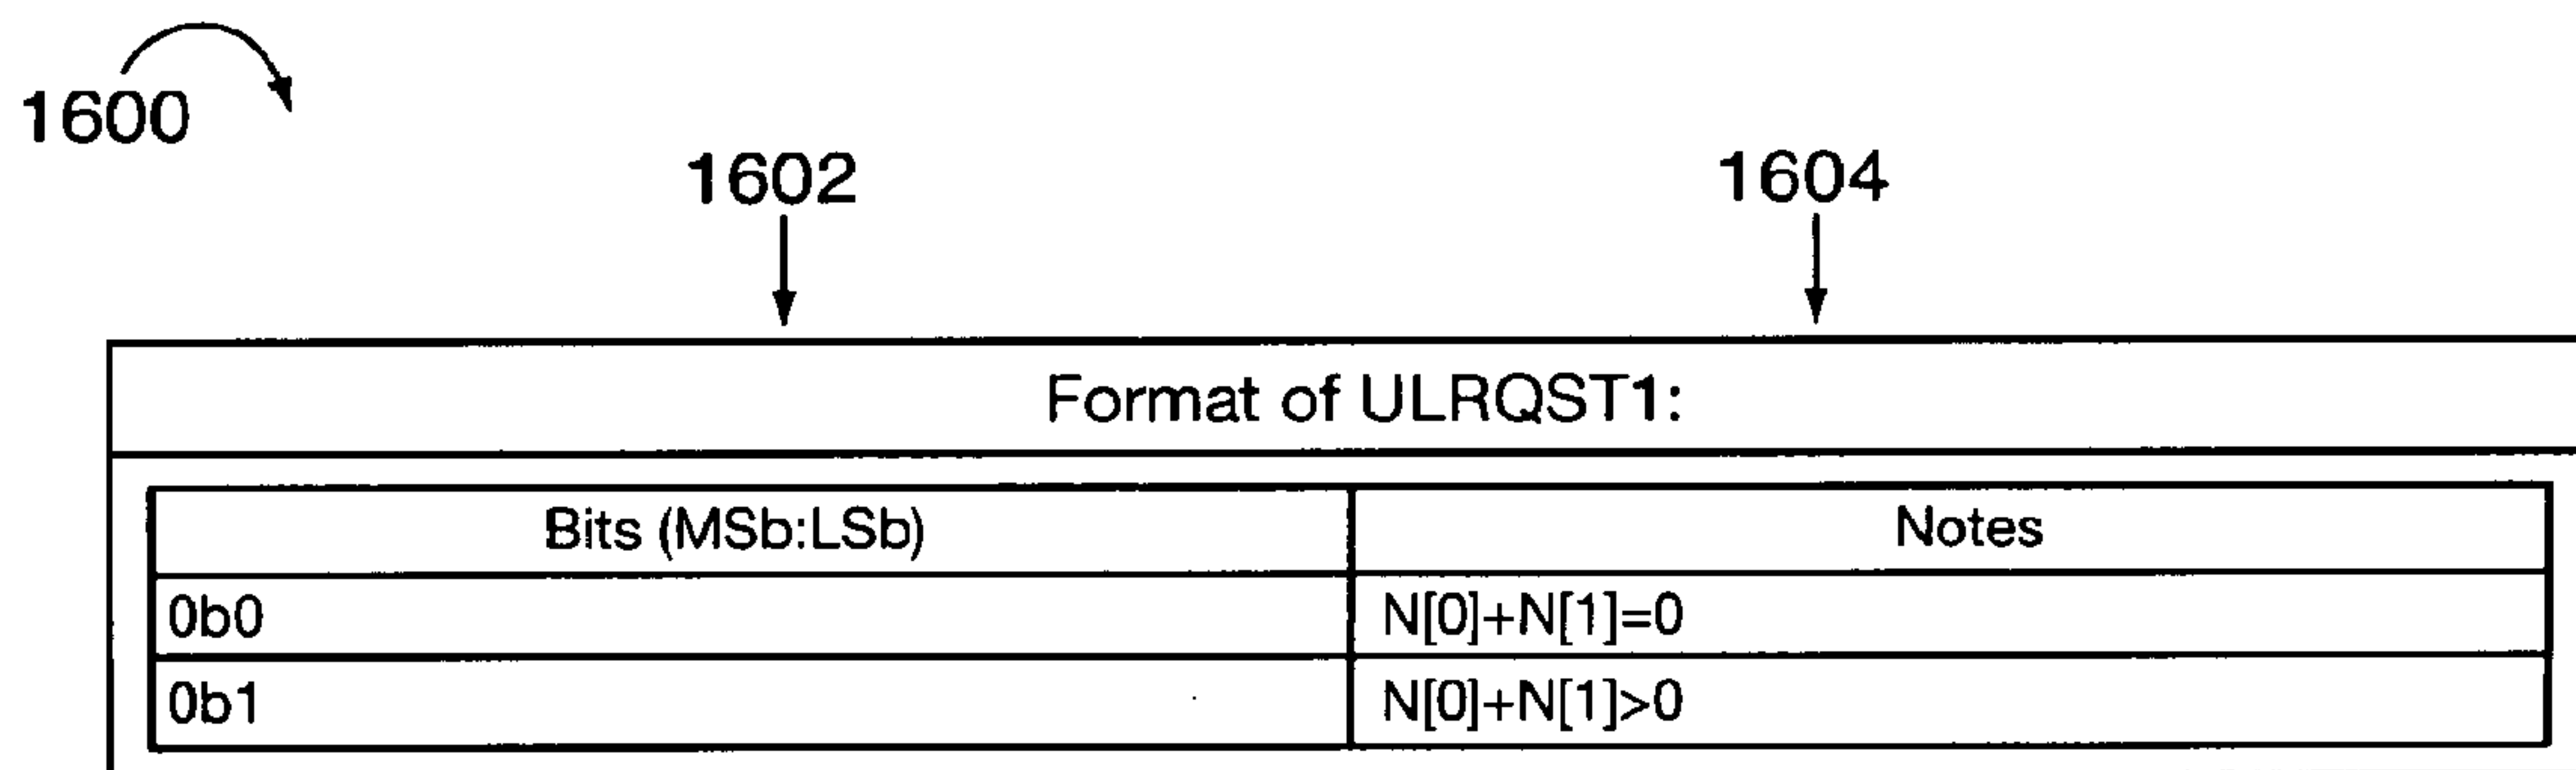 1600
1602 1604
Format of ULRQST1:
Bits (MSb:LSb) Notes
0b0 N[0]+N[1]=0
0b1 N[0]+N[1]>0